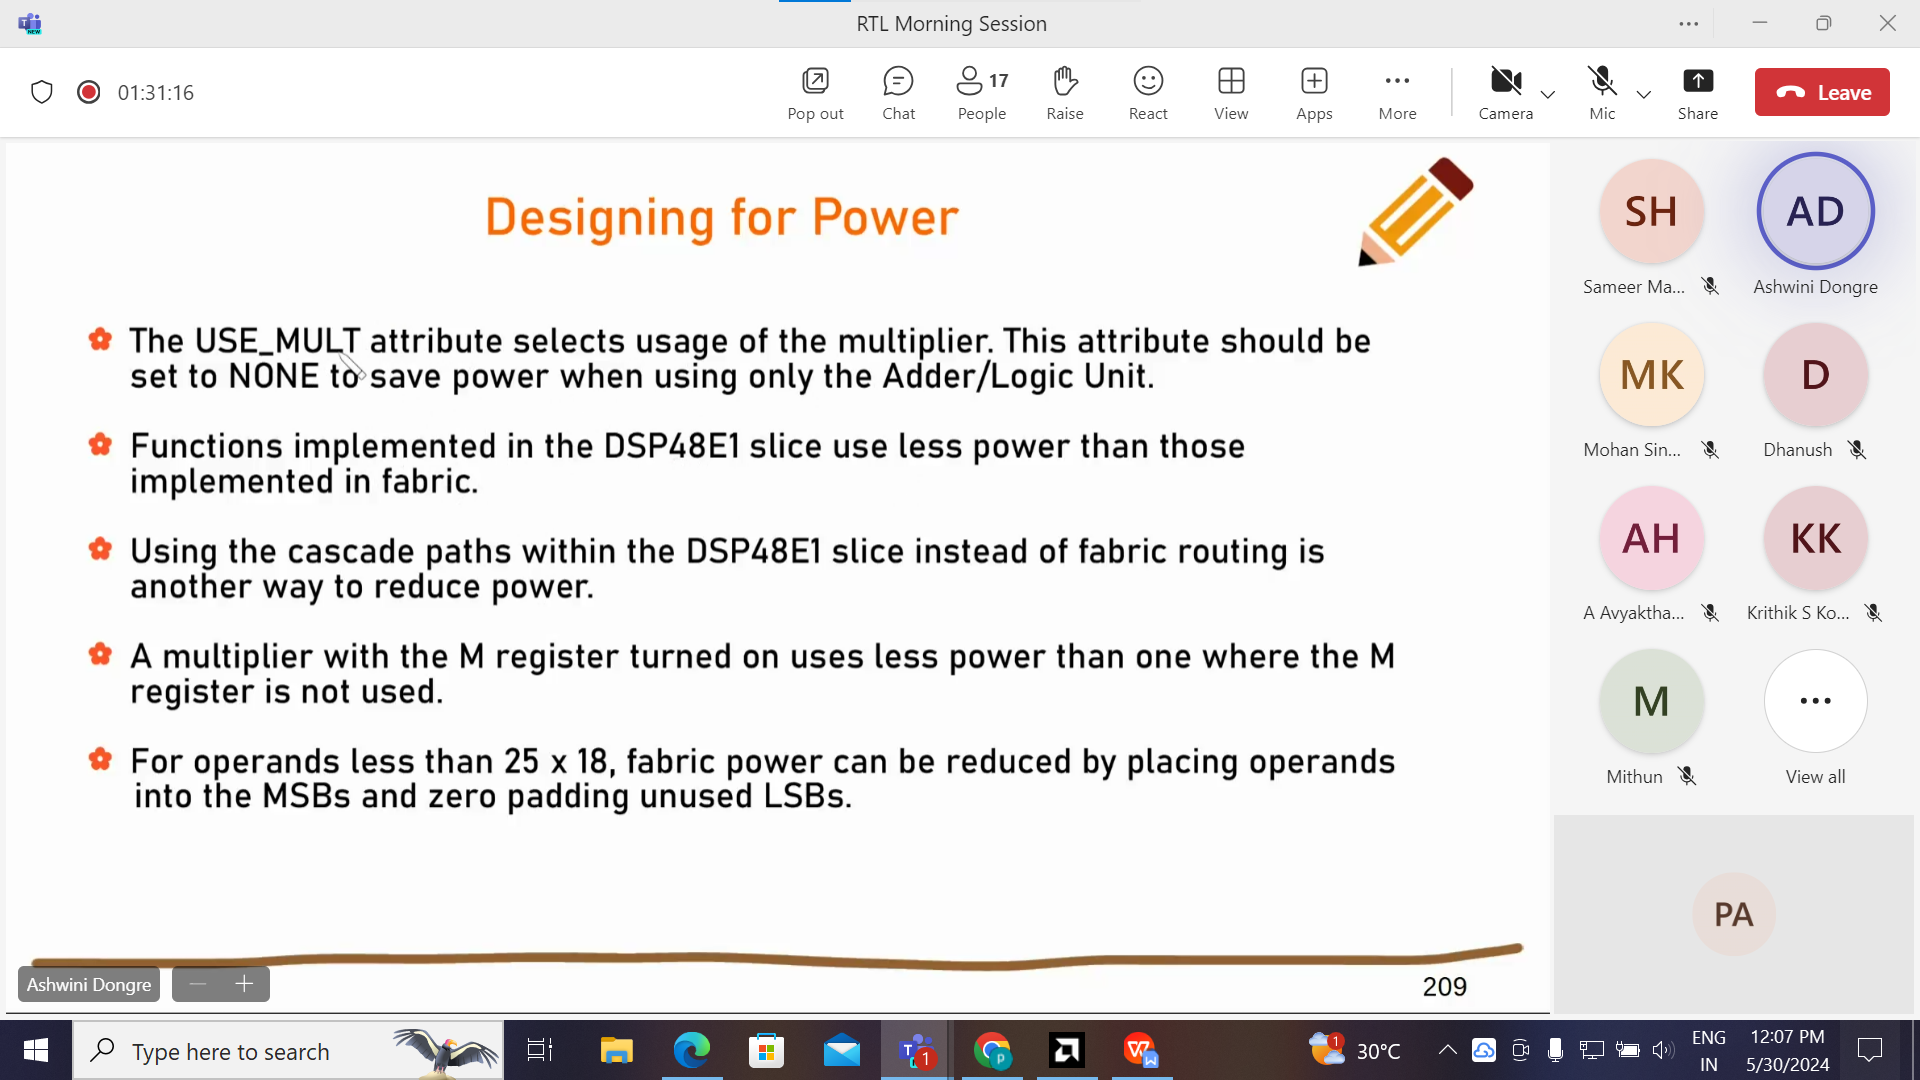 RTL Morning Session
NEW
01:31:16
Pop out
Chat
People
17
Raise
React
View
Apps
More
Camera
Mic
Share
Leave
Designing for Power
The USE_MULT attribute selects usage of the multiplier. This attribute should be
set to NONE to save power when using only the Adder/Logic Unit.
Functions implemented in the DSP48E1 slice use less power than those
implemented in fabric.
Using the cascade paths within the DSP48E1 slice instead of fabric routing is
another way to reduce power.
A multiplier with the M register turned on uses less power than one where the M
register is not used.
For operands less than 25 x 18, fabric power can be reduced by placing operands
into the MSBs and zero padding unused LSBs.
209
Ashwini Dongre
SH
Sameer Ma...
AD
Ashwini Dongre
MK
Mohan Sin...
D
Dhanush
AH
A Avyaktha...
KK
Krithik S Ko...
M
Mithun
View all
PA
Type here to search
1
p
W
1
30°C
ENG
IN
12:07 PM
5/30/2024